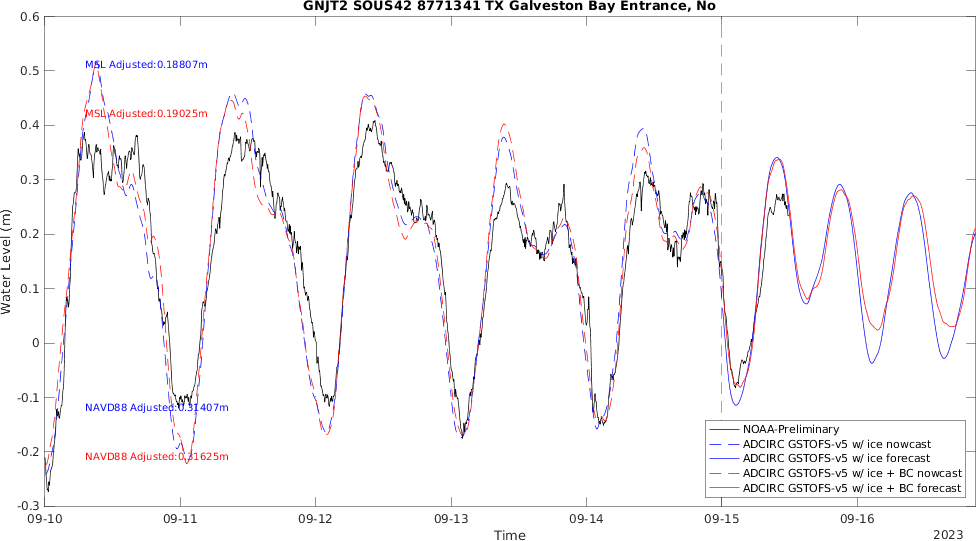 GNJT2 SOUS42 8771341 TX Galveston Bay Entrance, No
0.6
0.5
0.4
0.3
0.2
0.1
0
-0.1
-0.2
-0.3
Water Level (m)
MSL Adjusted:0.18807m
MSL Adjusted:0.19025m
NAVD88 Adjusted:0.31407m
NAVD88 Adjusted:0.31625m
NOAA-Preliminary
ADCIRC GSTOFS-v5 w/ ice nowcast
ADCIRC GSTOFS-v5 w/ ice forecast
ADCIRC GSTOFS-v5 w/ ice + BC nowcast
ADCIRC GSTOFS-v5 w/ ice + BC forecast
09-10 09-11 09-12 09-13 09-14 09-15 09-16
Time
2023